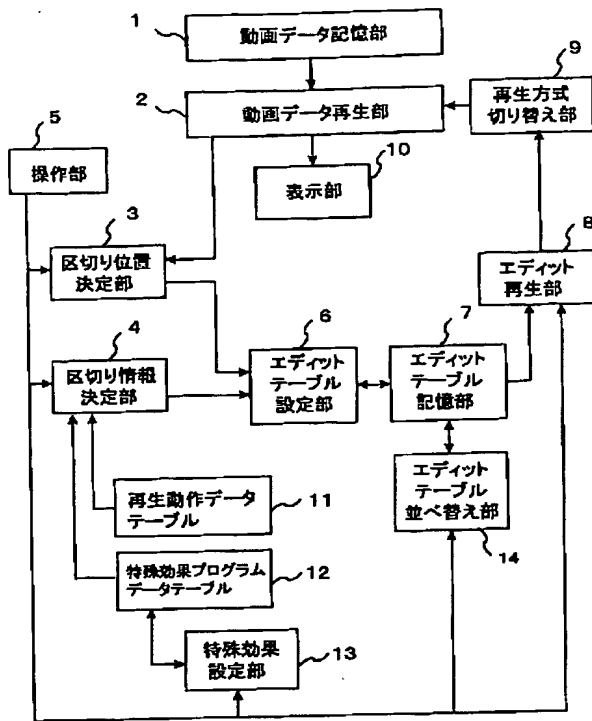 1
動画データ記憶部
2
動画データ再生部
9
再生方式
切り替え部
5
操作部
10
表示部
3
区切り位置
決定部
8
エディット
再生部
4
区切り情報
決定部
6
エディット
テーブル
設定部
7
エディット
テーブル
記憶部
再生動作データ
テーブル
11
エディット
テーブル
並べ替え部
14
特殊効果プログラム
データテーブル
12
特殊効果
設定部
13